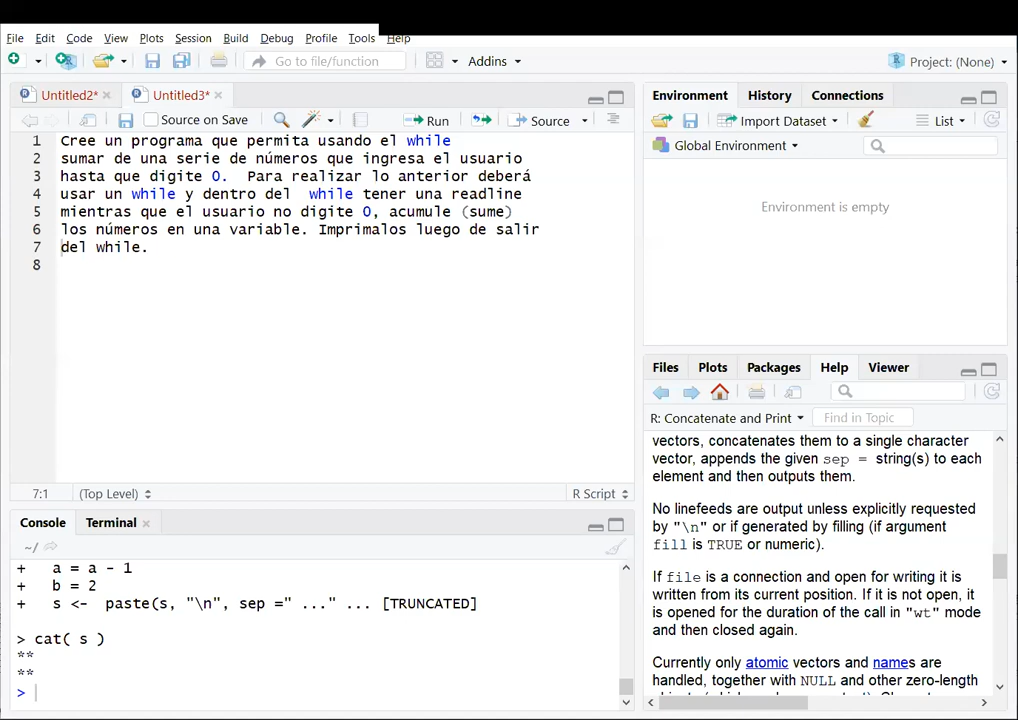 File Edit Code View Plots Session Build Debug Profile Tools Help
Go to file/function Addins Project: (None)
Untitled2* Untitled3*
Source on Save Run Source
1 Cree un programa que permita usando el while
2 sumar de una serie de números que ingresa el usuario
3 hasta que digite 0. Para realizar lo anterior deberá
4 usar un while y dentro del while tener una readline
5 mientras que el usuario no digite 0, acumule (sume)
6 los números en una variable. Imprimalos luego de salir
7 del while.
8
7:1 (Top Level) R Script
Console Terminal
~/
+ a = a - 1
+ b = 2
+ s <- paste(s, "\n", sep =" ..." ... [TRUNCATED]
> cat( s )
**
**
>
Environment History Connections
Import Dataset List
Global Environment
Environment is empty
Files Plots Packages Help Viewer
R: Concatenate and Print Find in Topic
vectors, concatenates them to a single character
vector, appends the given sep = string(s) to each
element and then outputs them.
No linefeeds are output unless explicitly requested
by "\n" or if generated by filling (if argument
fill is TRUE or numeric).
If file is a connection and open for writing it is
written from its current position. If it is not open, it
is opened for the duration of the call in "wt" mode
and then closed again.
Currently only atomic vectors and names are
handled, together with NULL and other zero-length